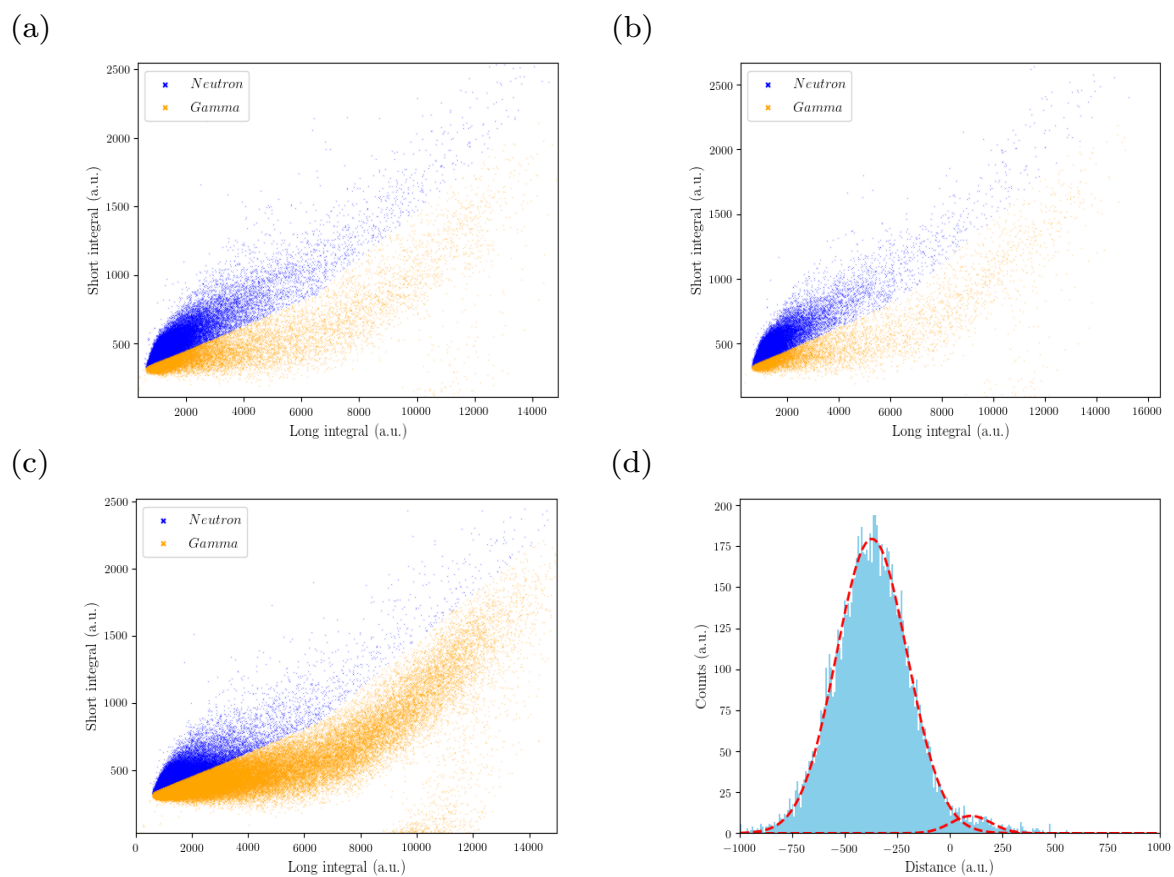 (a)
Neutron
Gamma
2500
2000
1500
1000
500
Short integral (a.u.)
2000 4000 6000 8000 10000 12000 14000
Long integral (a.u.)
(b)
Neutron
Gamma
2500
2000
1500
1000
500
Short integral (a.u.)
2000 4000 6000 8000 10000 12000 14000 16000
Long integral (a.u.)
(c)
Neutron
Gamma
2500
2000
1500
1000
500
Short integral (a.u.)
0 2000 4000 6000 8000 10000 12000 14000
Long integral (a.u.)
(d)
200
175
150
125
100
75
50
25
0
Counts (a.u.)
−1000 −750 −500 −250 0 250 500 750 1000
Distance (a.u.)